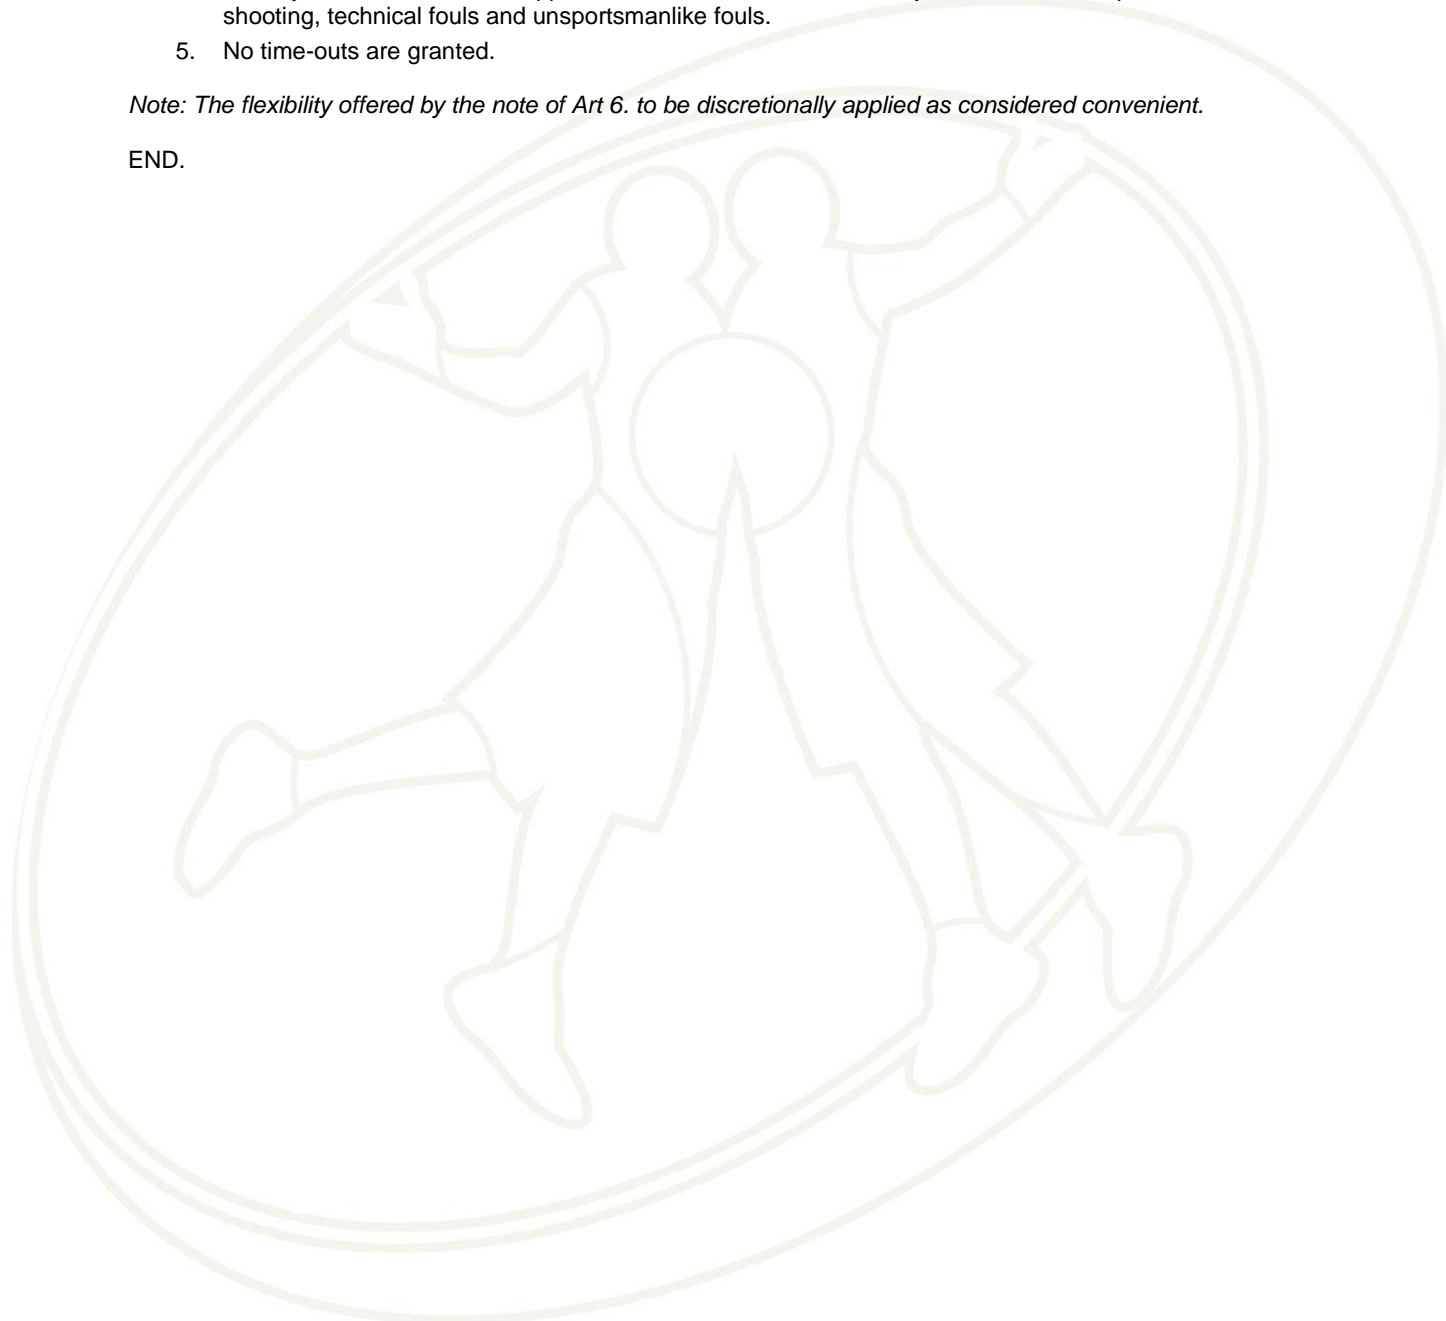 shooting, technical fouls and unsportsmanlike fouls.
5. No time-outs are granted.
Note: The flexibility offered by the note of Art 6. to be discretionally applied as considered convenient.
END.